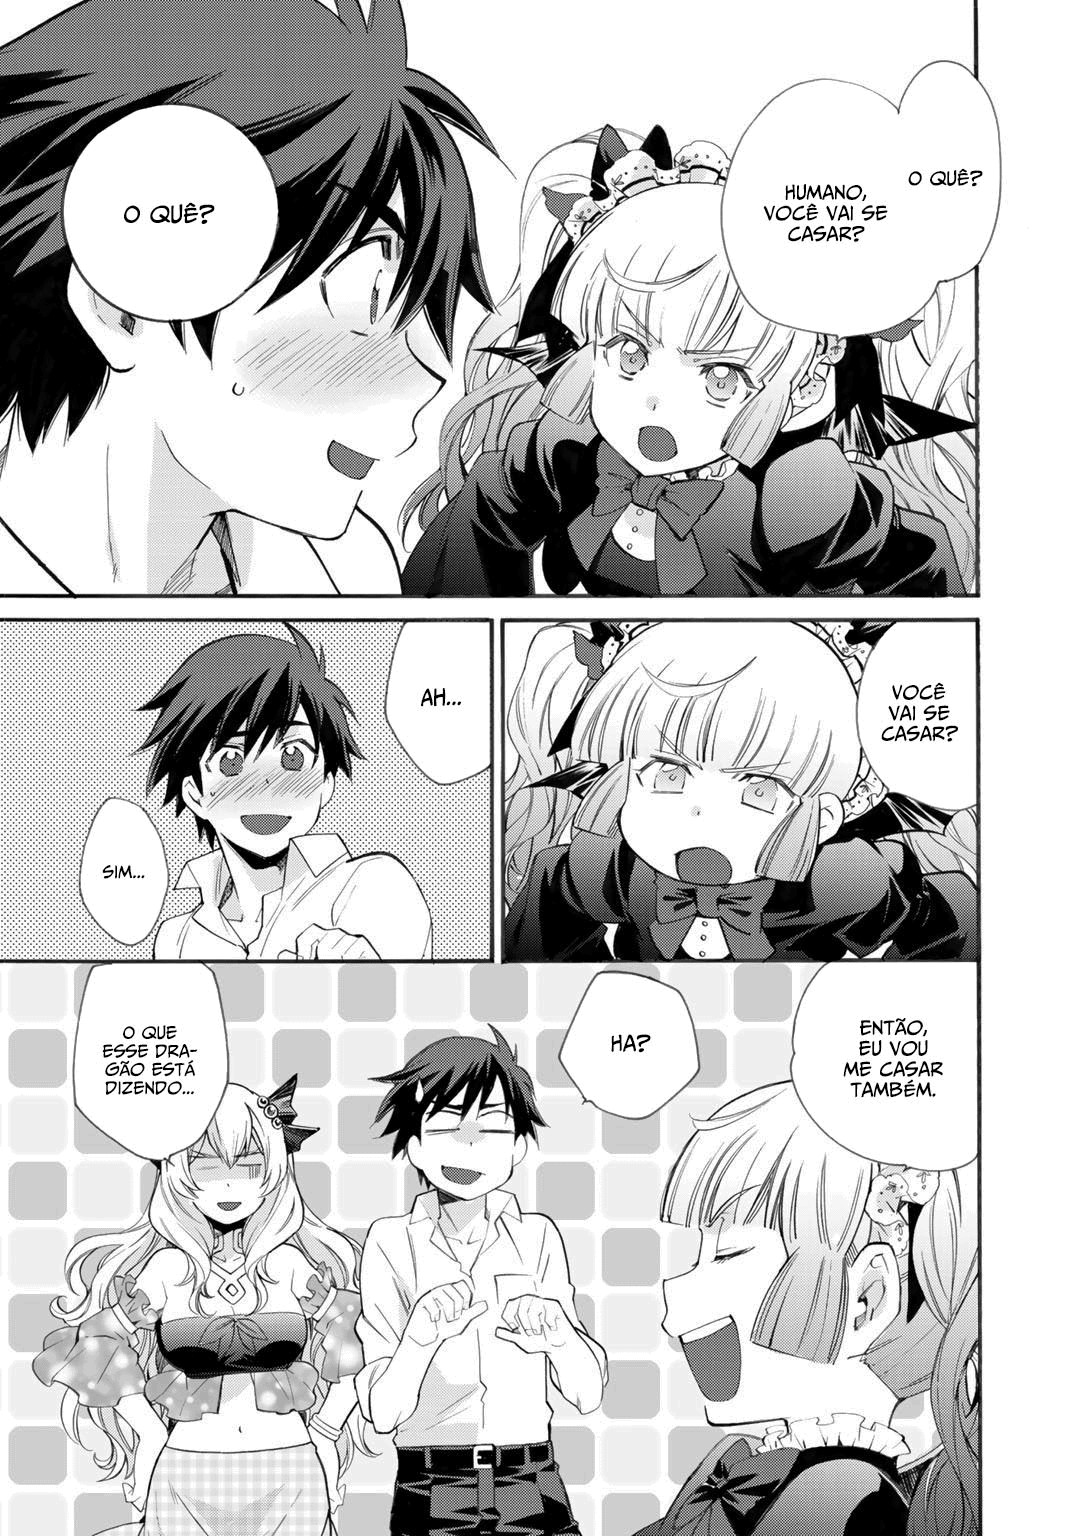 O QUÊ?
HUMANO,
VOCÊ VAI SE
CASAR?
O QUÊ?
VOCÊ
VAI SE
CASAR?
AH...
SIM...
ENTÃO,
EU VOU
ME CASAR
TAMBÉM.
HA?
O QUE
ESSE DRA-
GÃO ESTÁ
DIZENDO...